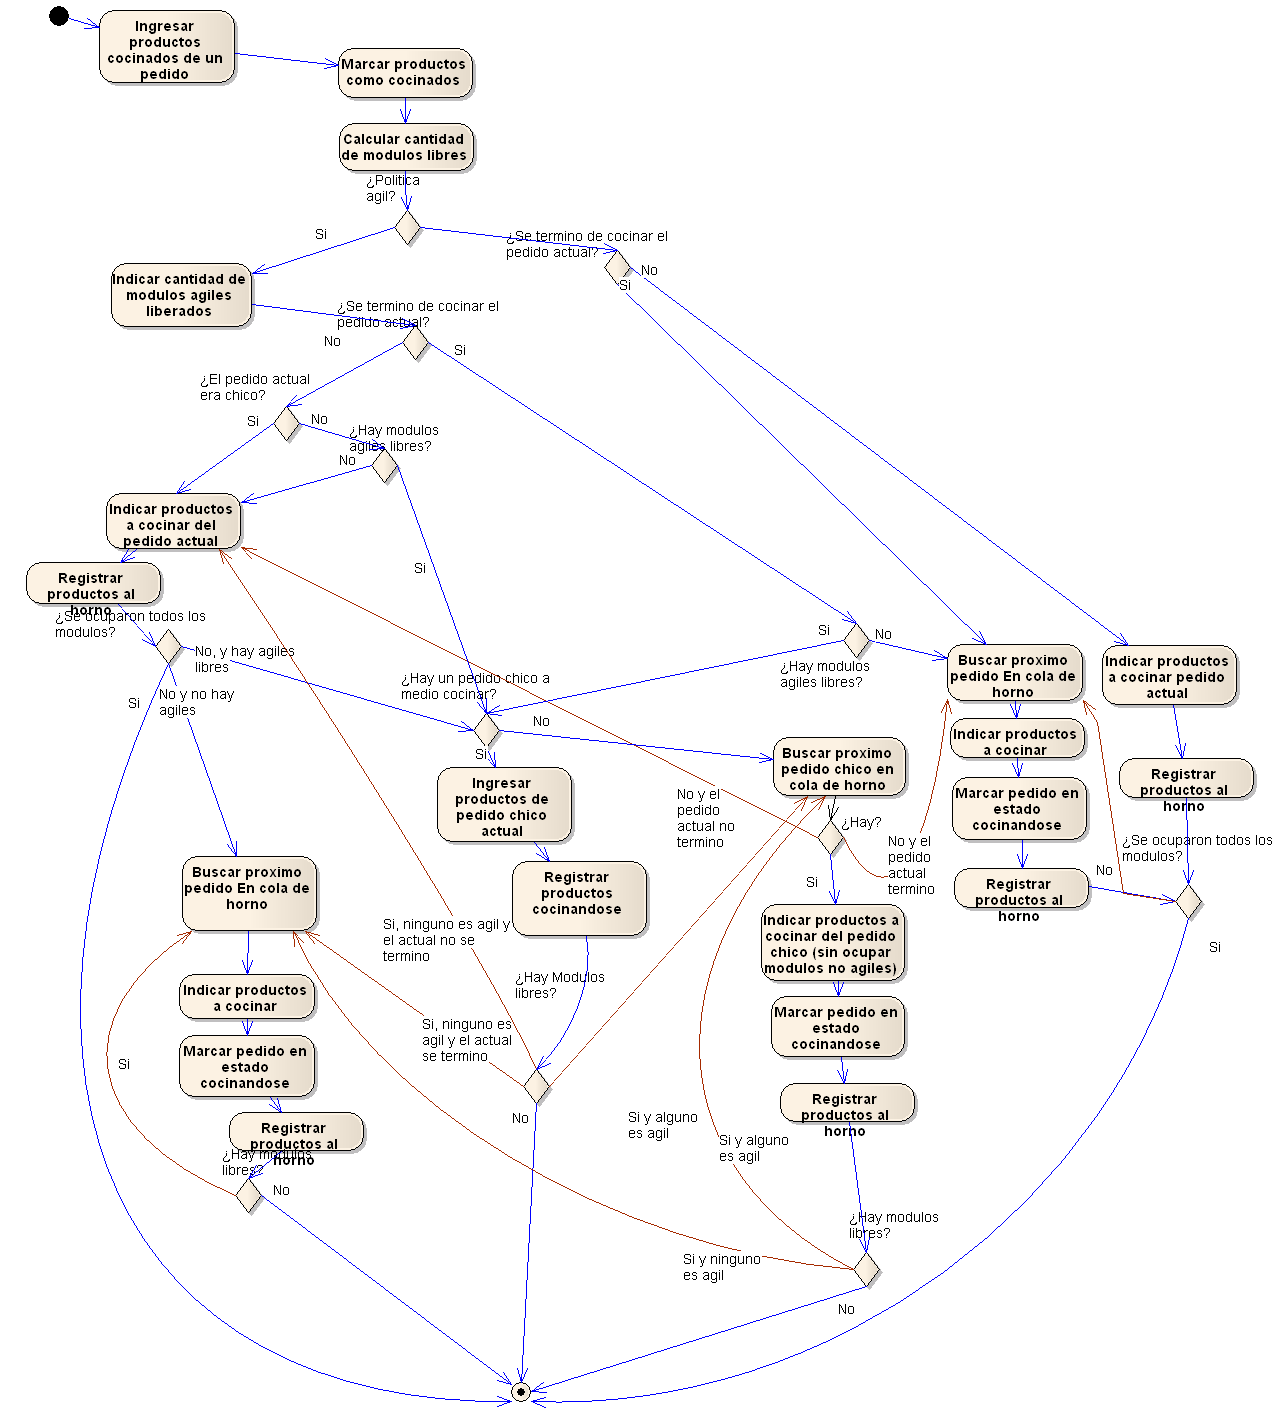 Ingresar
productos
cocinados de un
pedido
Marcar productos
como cocinados
Calcular cantidad
de modulos libres
¿Politica
agil?
Si
¿Se termino de cocinar el
pedido actual?
No
Si
Indicar cantidad de
modulos agiles
liberados
¿Se termino de cocinar el
pedido actual?
No
Si
¿El pedido actual
era chico?
Si
No
¿Hay modulos
agiles libres?
No
Si
Indicar productos
a cocinar del
pedido actual
Registrar
productos al
horno
¿Se ocuparon todos los
modulos?
No, y hay agiles
libres
No y no hay
agiles
Si
¿Hay un pedido chico a
medio cocinar?
No
Si
Si
No
¿Hay modulos
agiles libres?
Buscar proximo
pedido En cola de
horno
Indicar productos
a cocinar pedido
actual
Indicar productos
a cocinar
Registrar
productos al
horno
Marcar pedido en
estado
cocinandose
¿Se ocuparon todos los
modulos?
No
Registrar
productos al
horno
Si
Buscar proximo
pedido chico en
cola de horno
¿Hay?
No y el
pedido
actual no
termino
No y el
pedido
actual
termino
Si
Ingresar
productos de
pedido chico
actual
Registrar
productos
cocinandose
Buscar proximo
pedido En cola de
horno
Si, ninguno es agil y
el actual no se
termino
¿Hay Modulos
libres?
Indicar productos a
cocinar del pedido
chico (sin ocupar
modulos no agiles)
Indicar productos
a cocinar
Si, ninguno es
agil y el actual
se termino
Marcar pedido en
estado
cocinandose
Marcar pedido en
estado
cocinandose
Si
No
Registrar
productos al
horno
Registrar
productos al
horno
Si y alguno
es agil
Si y alguno
es agil
¿Hay modulos
libres?
No
¿Hay modulos
libres?
Si y ninguno
es agil
No